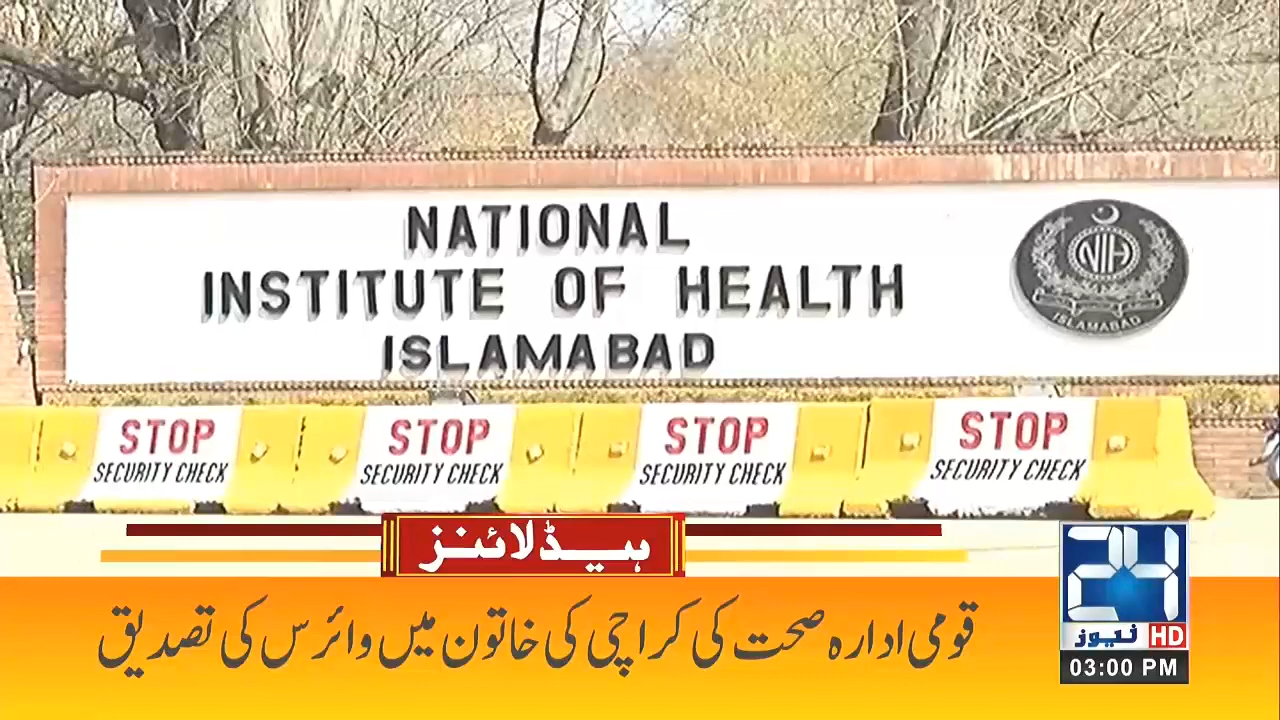 NATIONAL
INSTITUTE OF HEALTH
ISLAMABAD
NIH
ISLAMABAD
STOP
SECURITY CHECK
STOP
SECURITY CHECK
STOP
SECURITY CHECK
STOP
SECURITY CHECK
ہیڈلائنز
قومی ادارہ صحت کی کراچی کی خاتون میں وائرس کی تصدیق
24
نیوز HD
03:00 PM